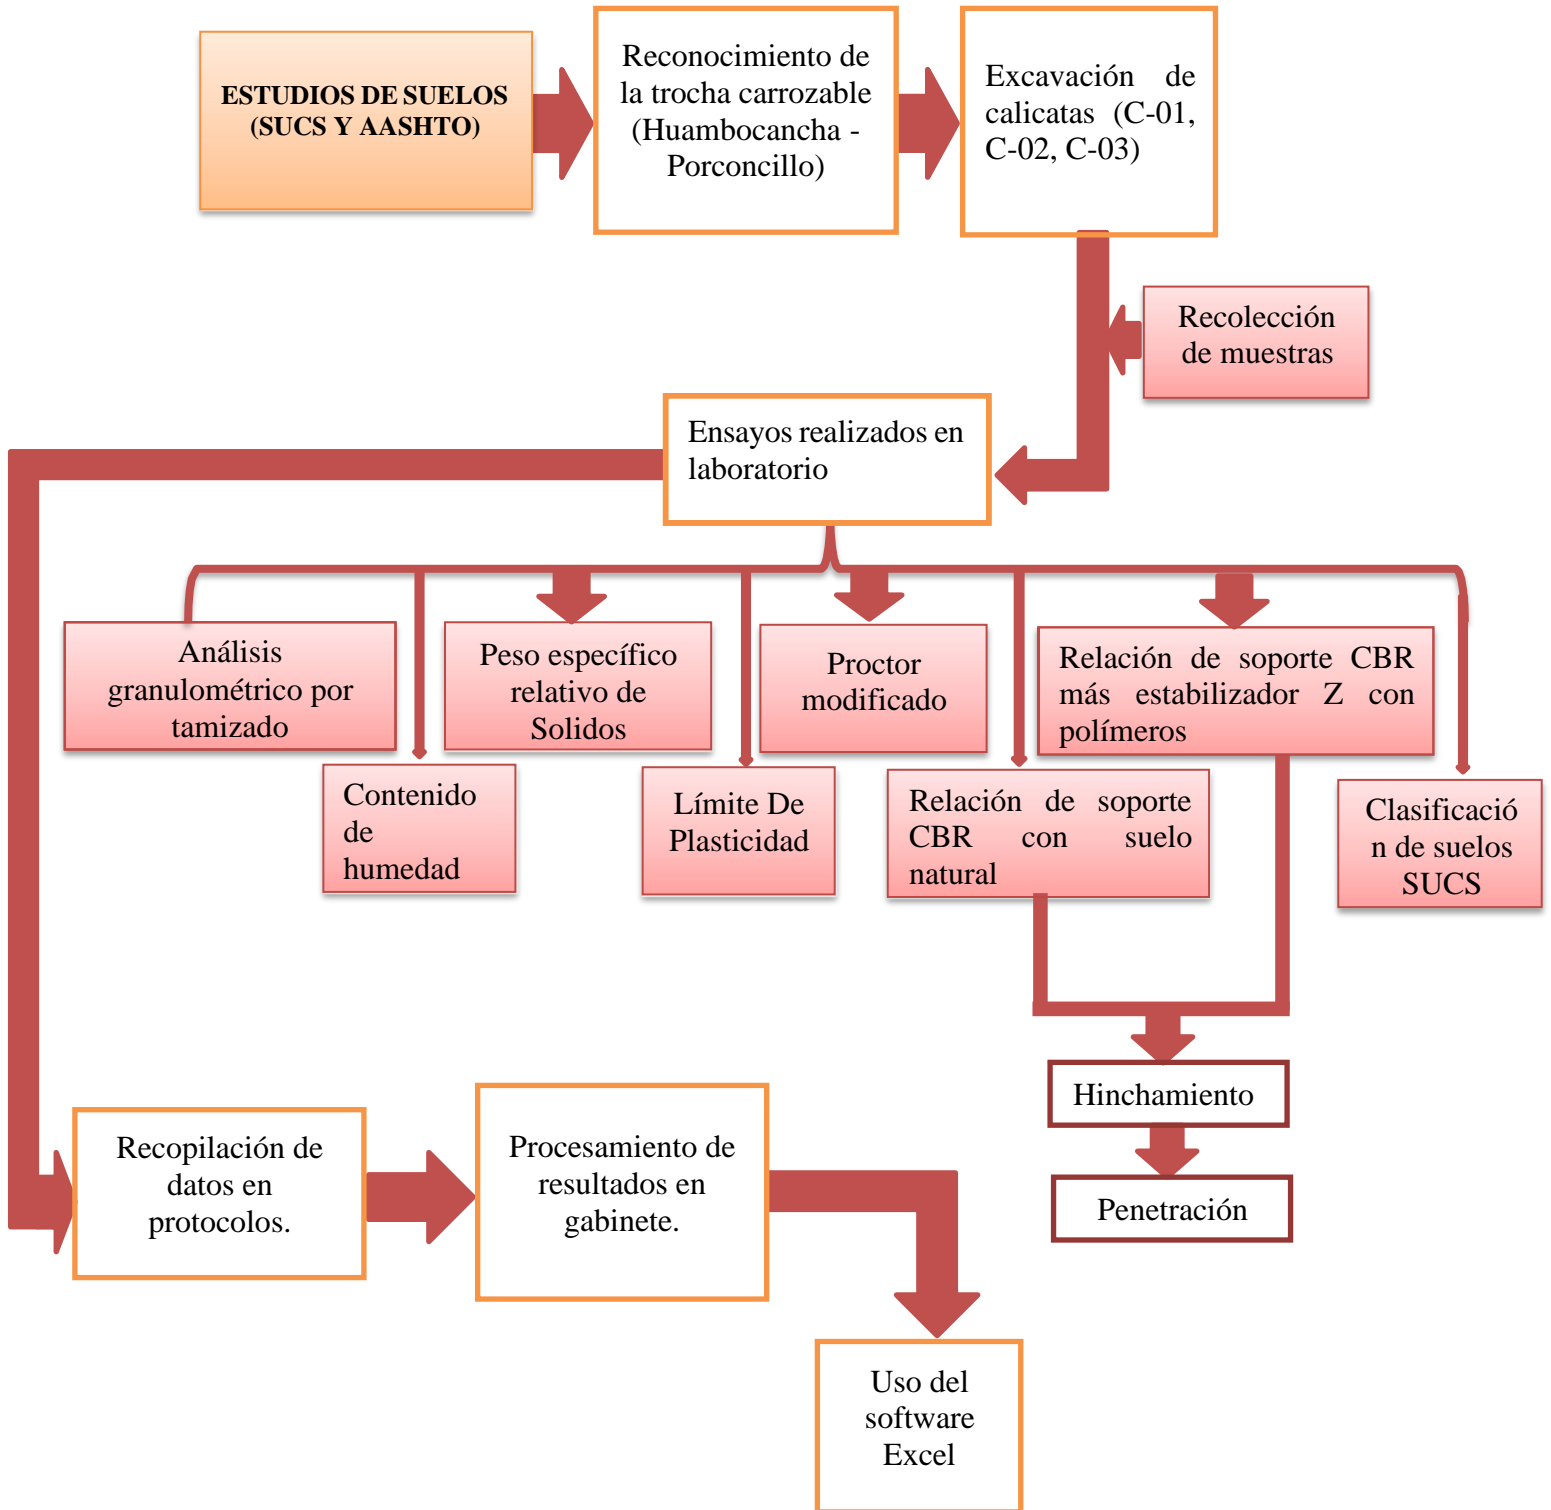 ESTUDIOS DE SUELOS
(SUCS Y AASHTO)
Reconocimiento de
la trocha carrozable
(Huambocancha -
Porconcillo)
Excavación de
calicatas (C-01,
C-02, C-03)
Recolección
de muestras
Ensayos realizados en
laboratorio
Análisis
granulométrico por
tamizado
Peso específico
relativo de
Solidos
Proctor
modificado
Relación de soporte CBR
más estabilizador Z con
polímeros
Contenido
de
humedad
Límite De
Plasticidad
Relación de soporte
CBR con suelo
natural
Clasificació
n de suelos
SUCS
Hinchamiento
Penetración
Recopilación de
datos en
protocolos.
Procesamiento de
resultados en
gabinete.
Uso del
software
Excel